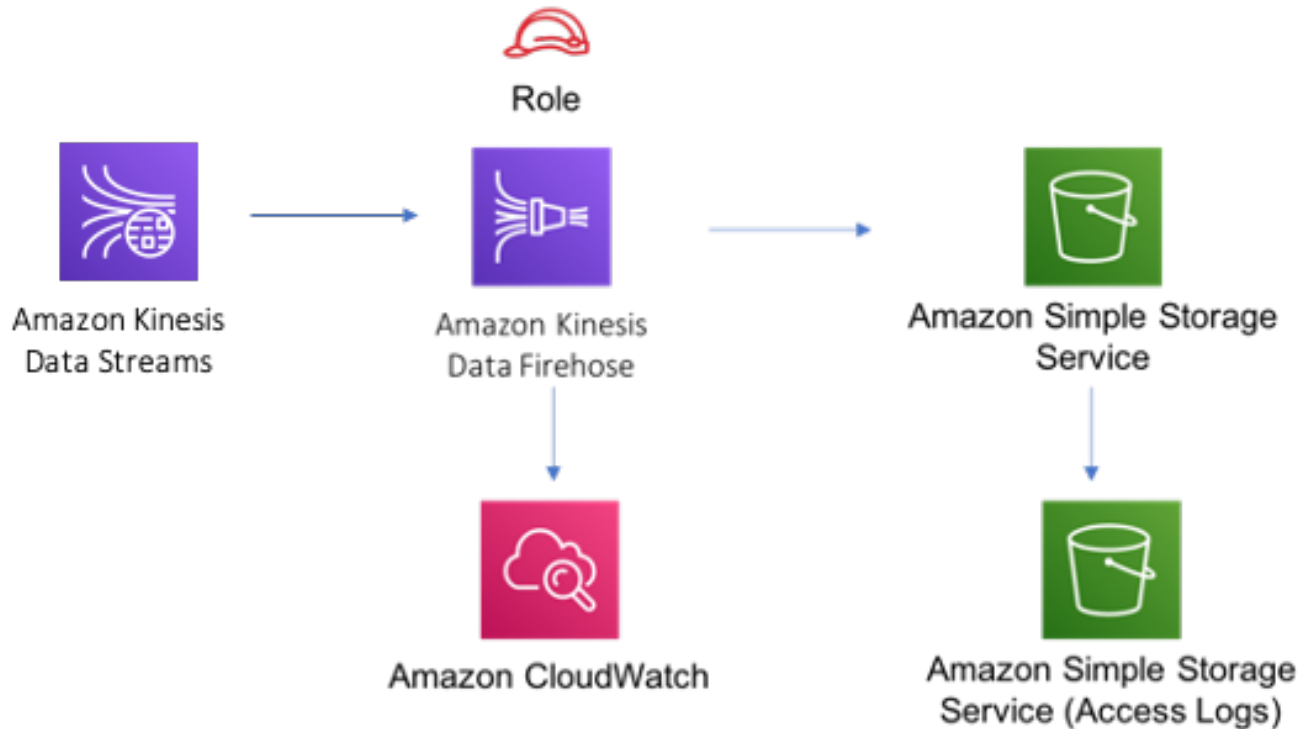 Role
Amazon Kinesis
Data Streams
Amazon Kinesis
Data Firehose
Amazon Simple Storage
Service
Amazon CloudWatch
Amazon Simple Storage
Service (Access Logs)